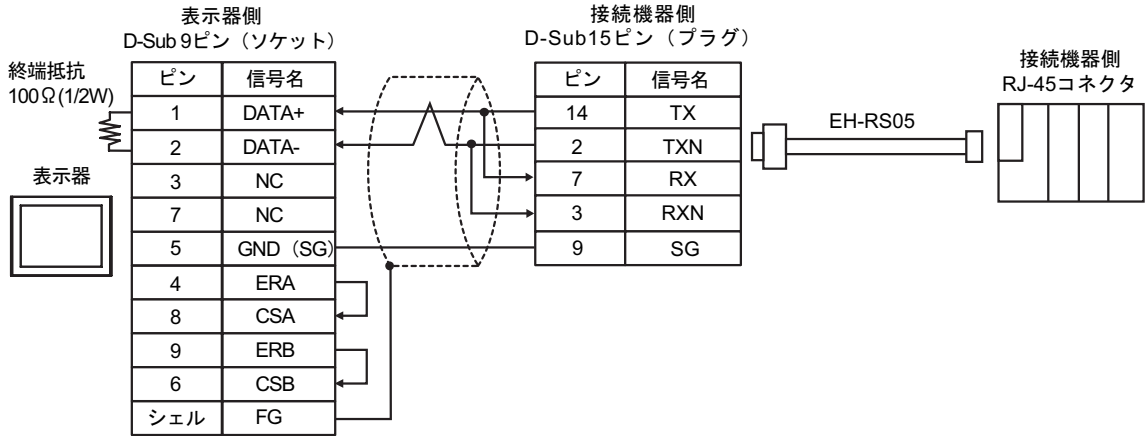 表示器側
D-Sub 9ピン（ソケット）
終端抵抗
100Ω(1/2W)
表示器
ピン 信号名
1 DATA+
2 DATA-
3 NC
7 NC
5 GND（SG）
4 ERA
8 CSA
9 ERB
6 CSB
シェル FG
接続機器側
D-Sub15ピン（プラグ）
ピン 信号名
14 TX
2 TXN
7 RX
3 RXN
9 SG
EH-RS05
接続機器側
RJ-45コネクタ